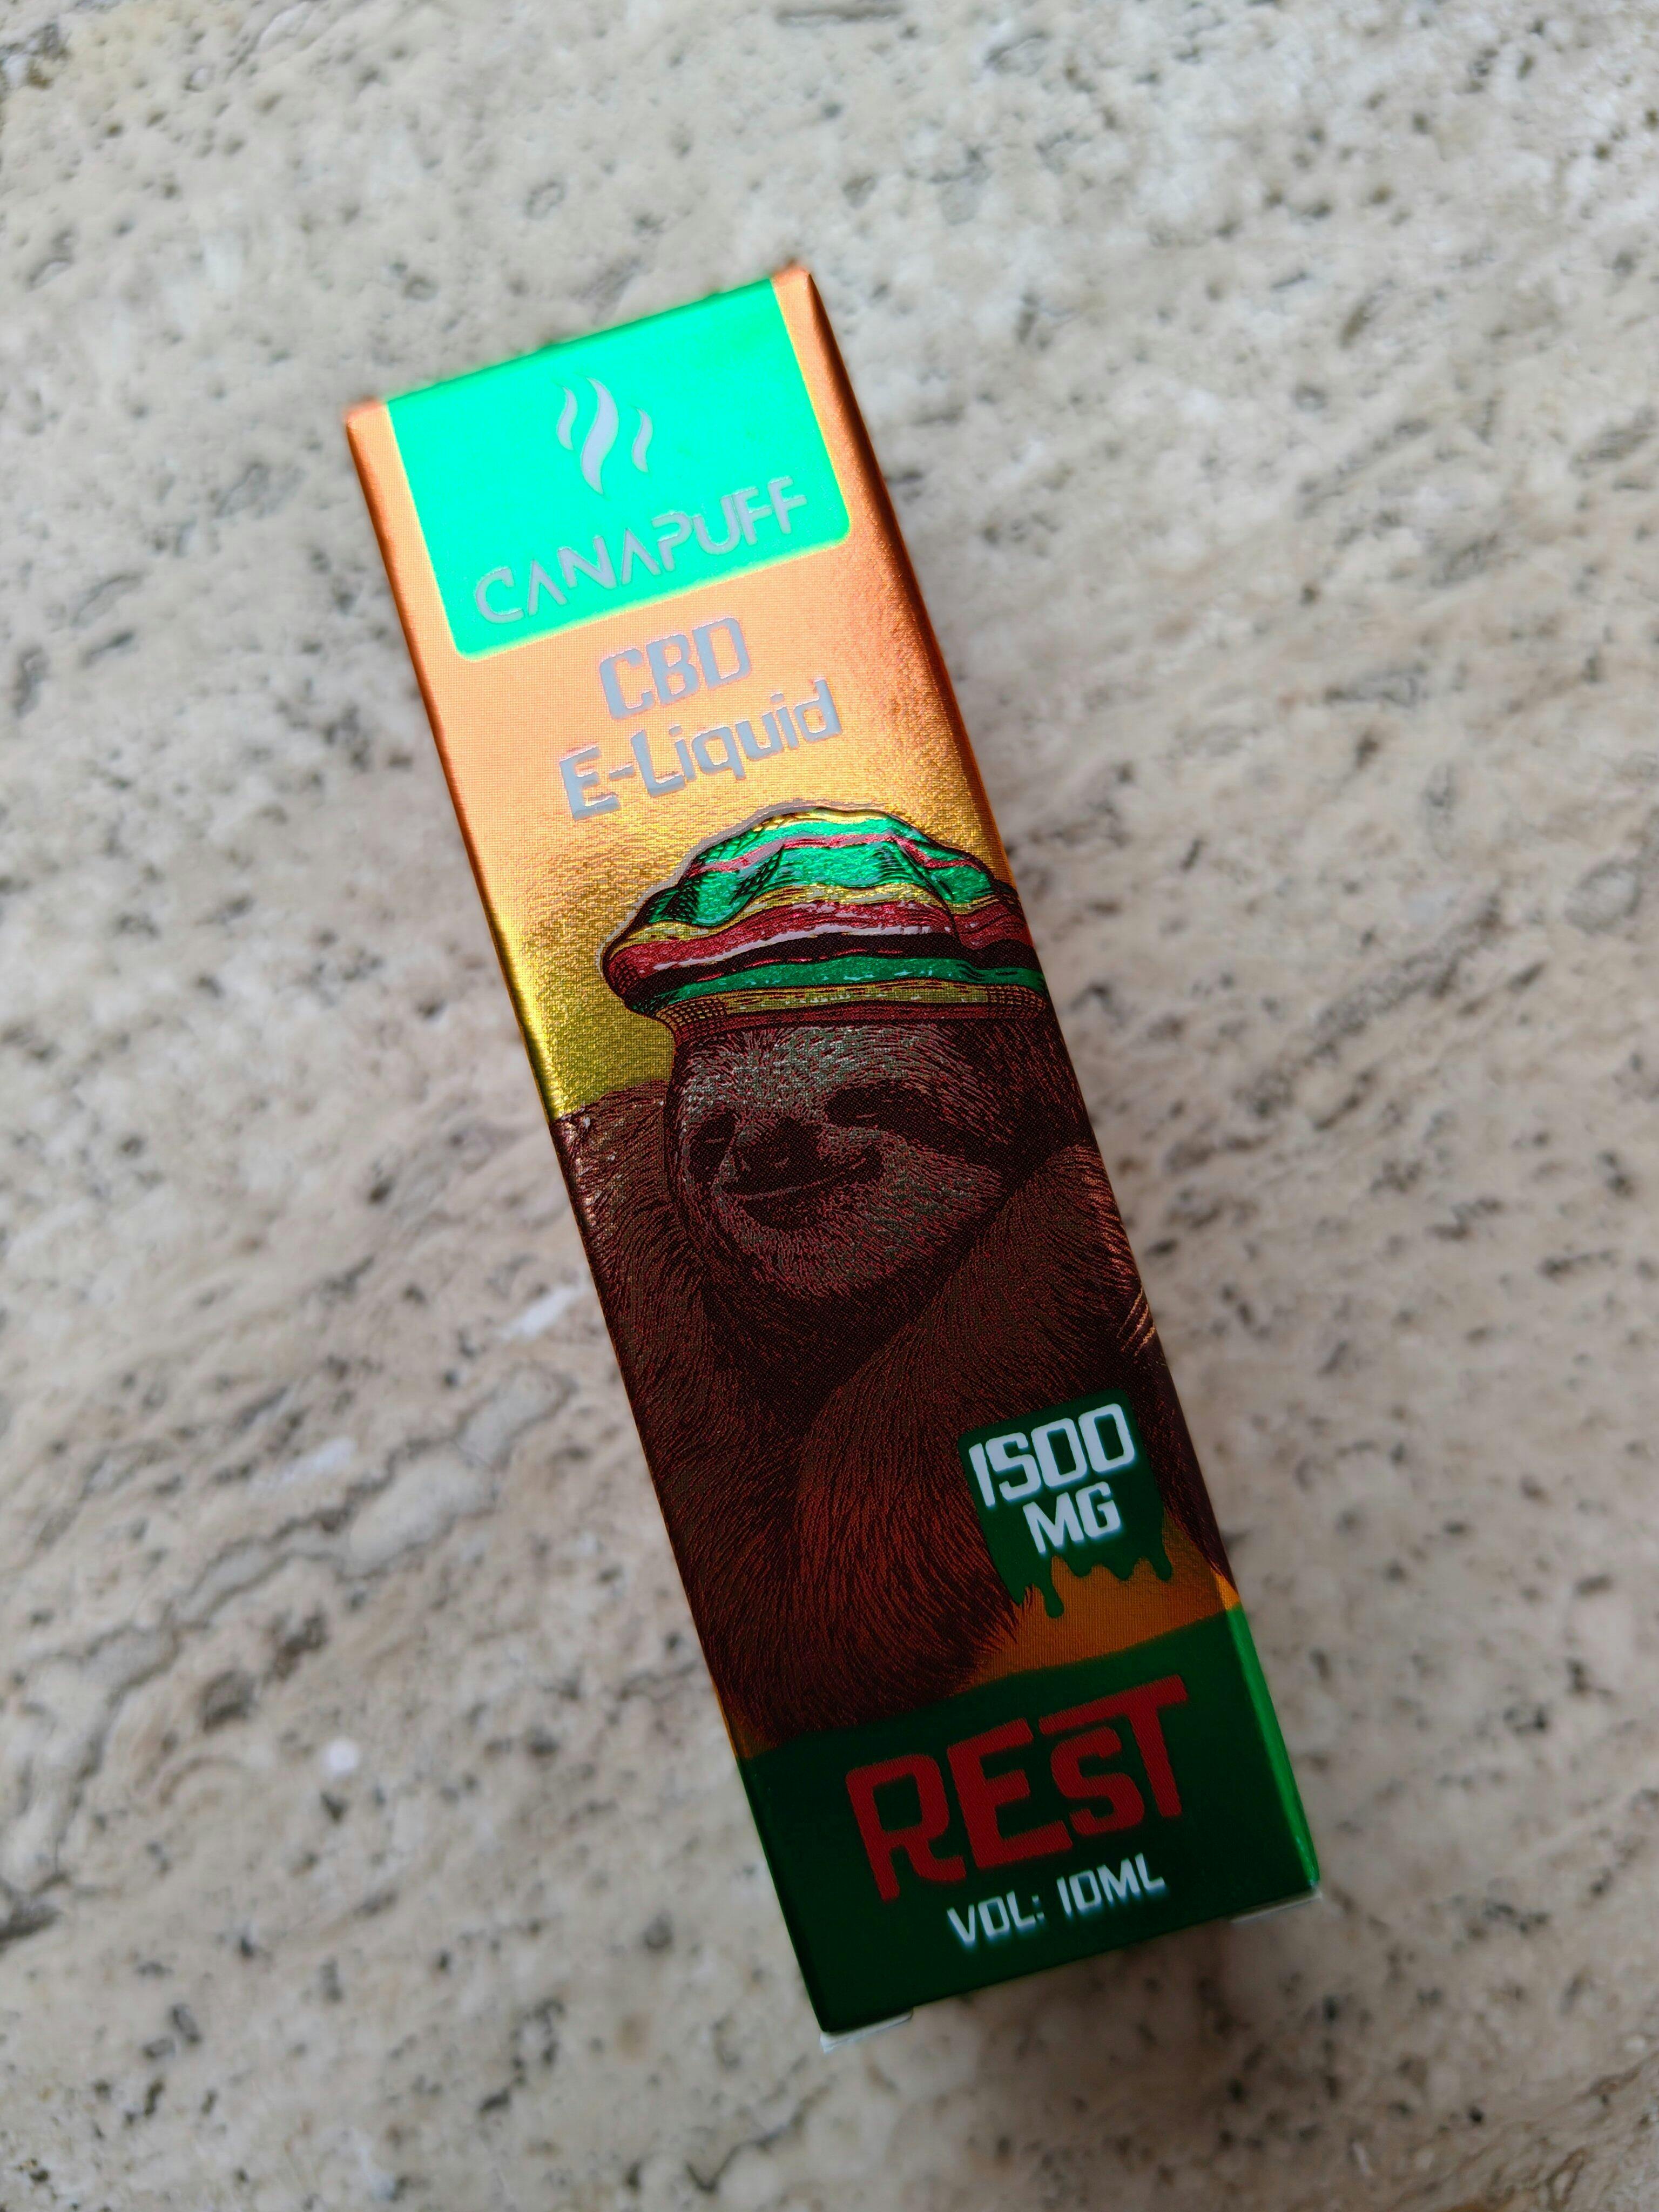 CANAPUFF
CBD
E-Liquid
1500
MG
REST
VOL: 10ML